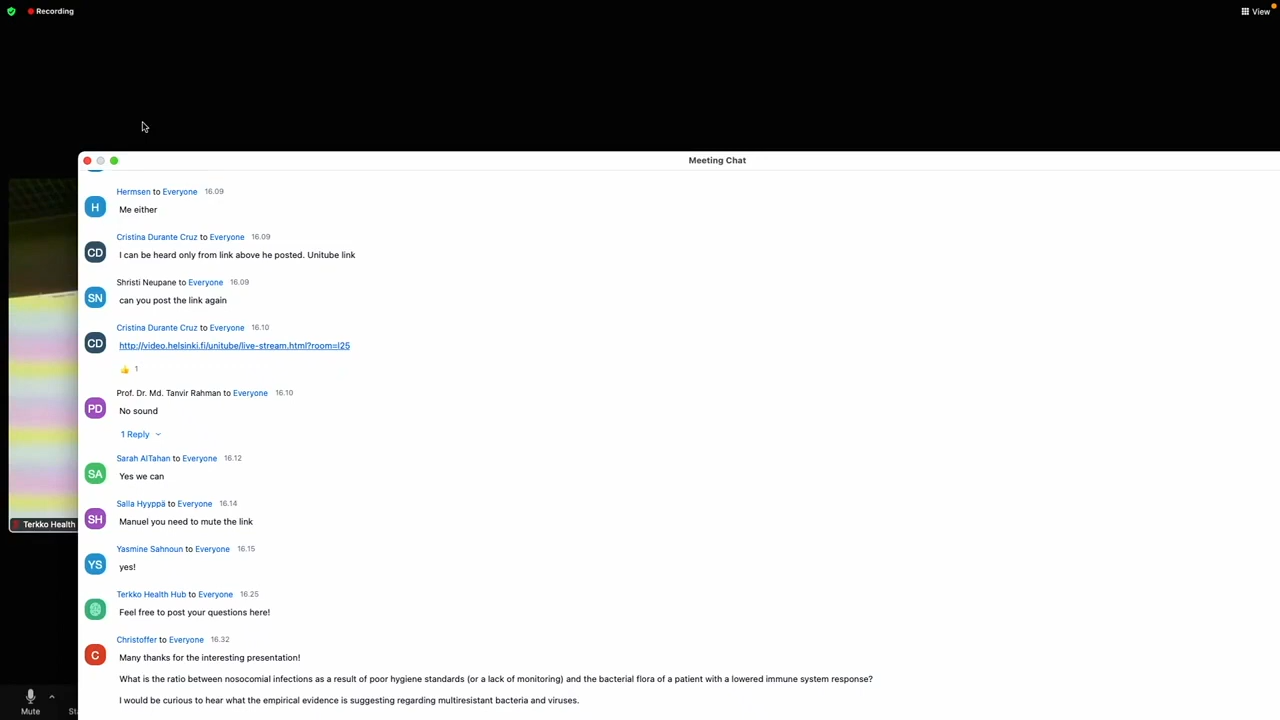 Recording
View
Meeting Chat
Hermsen to Everyone 16.09
H
Me either
Cristina Durante Cruz to Everyone 16.09
CD
I can be heard only from link above he posted. Unitube link
Shristi Neupane to Everyone 16.09
SN
can you post the link again
Cristina Durante Cruz to Everyone 16.10
CD
http://video.helsinki.fi/unitube/live-stream.html?room=l25
👍 1
Prof. Dr. Md. Tanvir Rahman to Everyone 16.10
PD
No sound
1 Reply
Sarah AlTahan to Everyone 16.12
SA
Yes we can
Salla Hyyppä to Everyone 16.14
SH
Manuel you need to mute the link
Terkko Health
Yasmine Sahnoun to Everyone 16.15
YS
yes!
Terkko Health Hub to Everyone 16.25
Feel free to post your questions here!
Christoffer to Everyone 16.32
C
Many thanks for the interesting presentation!
What is the ratio between nosocomial infections as a result of poor hygiene standards (or a lack of monitoring) and the bacterial flora of a patient with a lowered immune system response?
I would be curious to hear what the empirical evidence is suggesting regarding multiresistant bacteria and viruses.
Mute